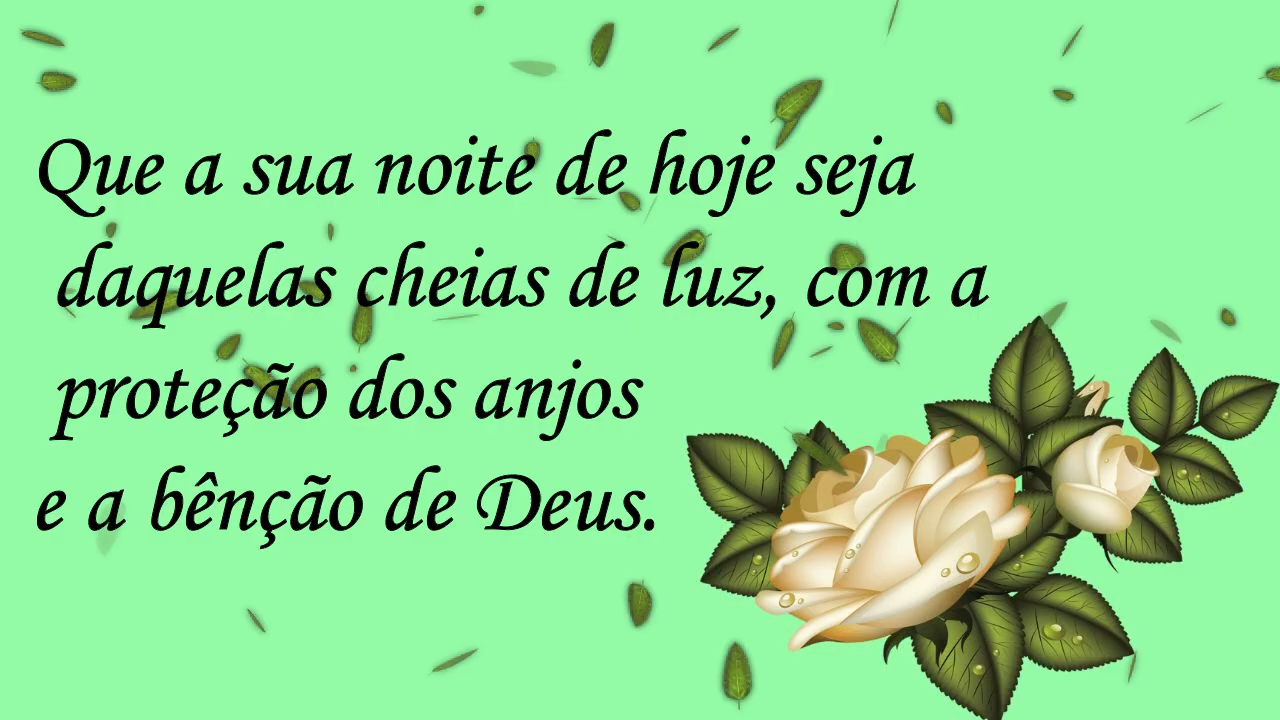 Que a sua noite de hoje seja
daquelas cheias de luz, com a
proteção dos anjos
e a bênção de Deus.